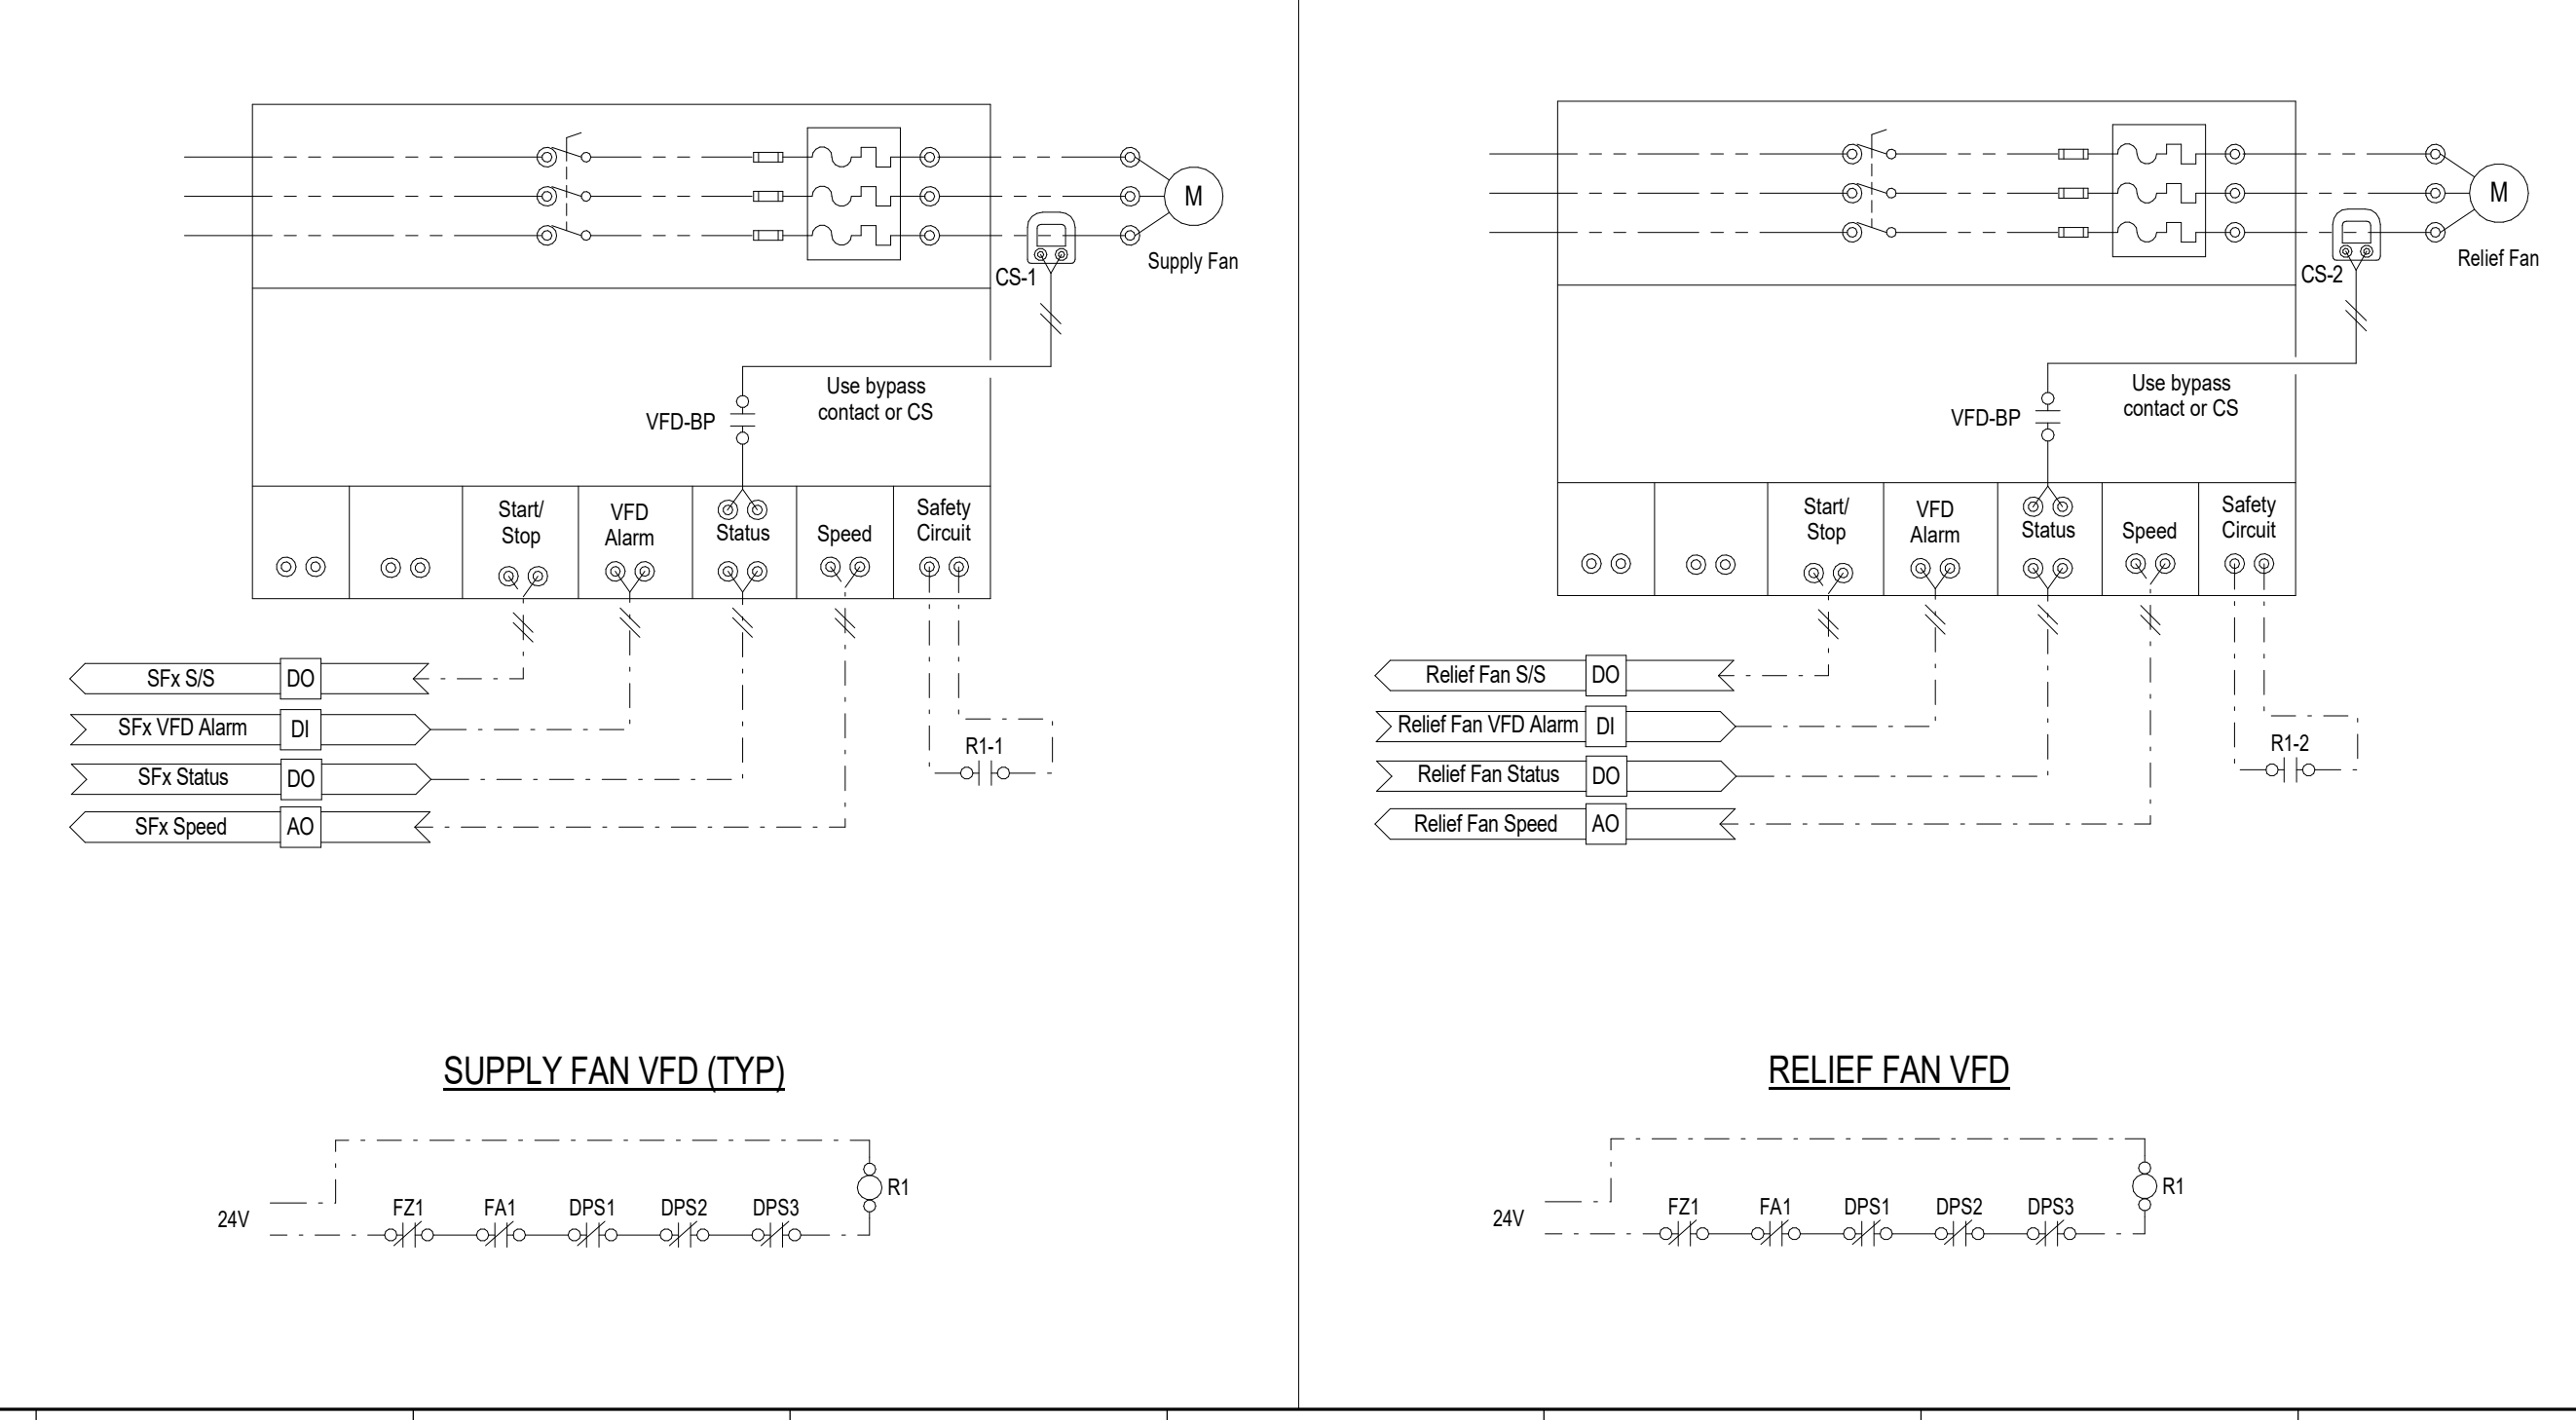 M
Supply Fan
CS-1
Use bypass
contact or CS
VFD-BP
Start/
Stop
VFD
Alarm
Status
Speed
Safety
Circuit
SFx S/S DO
SFx VFD Alarm DI
SFx Status DO
SFx Speed AO
R1-1
SUPPLY FAN VFD (TYP)
24V
FZ1 FA1 DPS1 DPS2 DPS3
R1
M
Relief Fan
CS-2
Use bypass
contact or CS
VFD-BP
Start/
Stop
VFD
Alarm
Status
Speed
Safety
Circuit
Relief Fan S/S DO
Relief Fan VFD Alarm DI
Relief Fan Status DO
Relief Fan Speed AO
R1-2
RELIEF FAN VFD
24V
FZ1 FA1 DPS1 DPS2 DPS3
R1